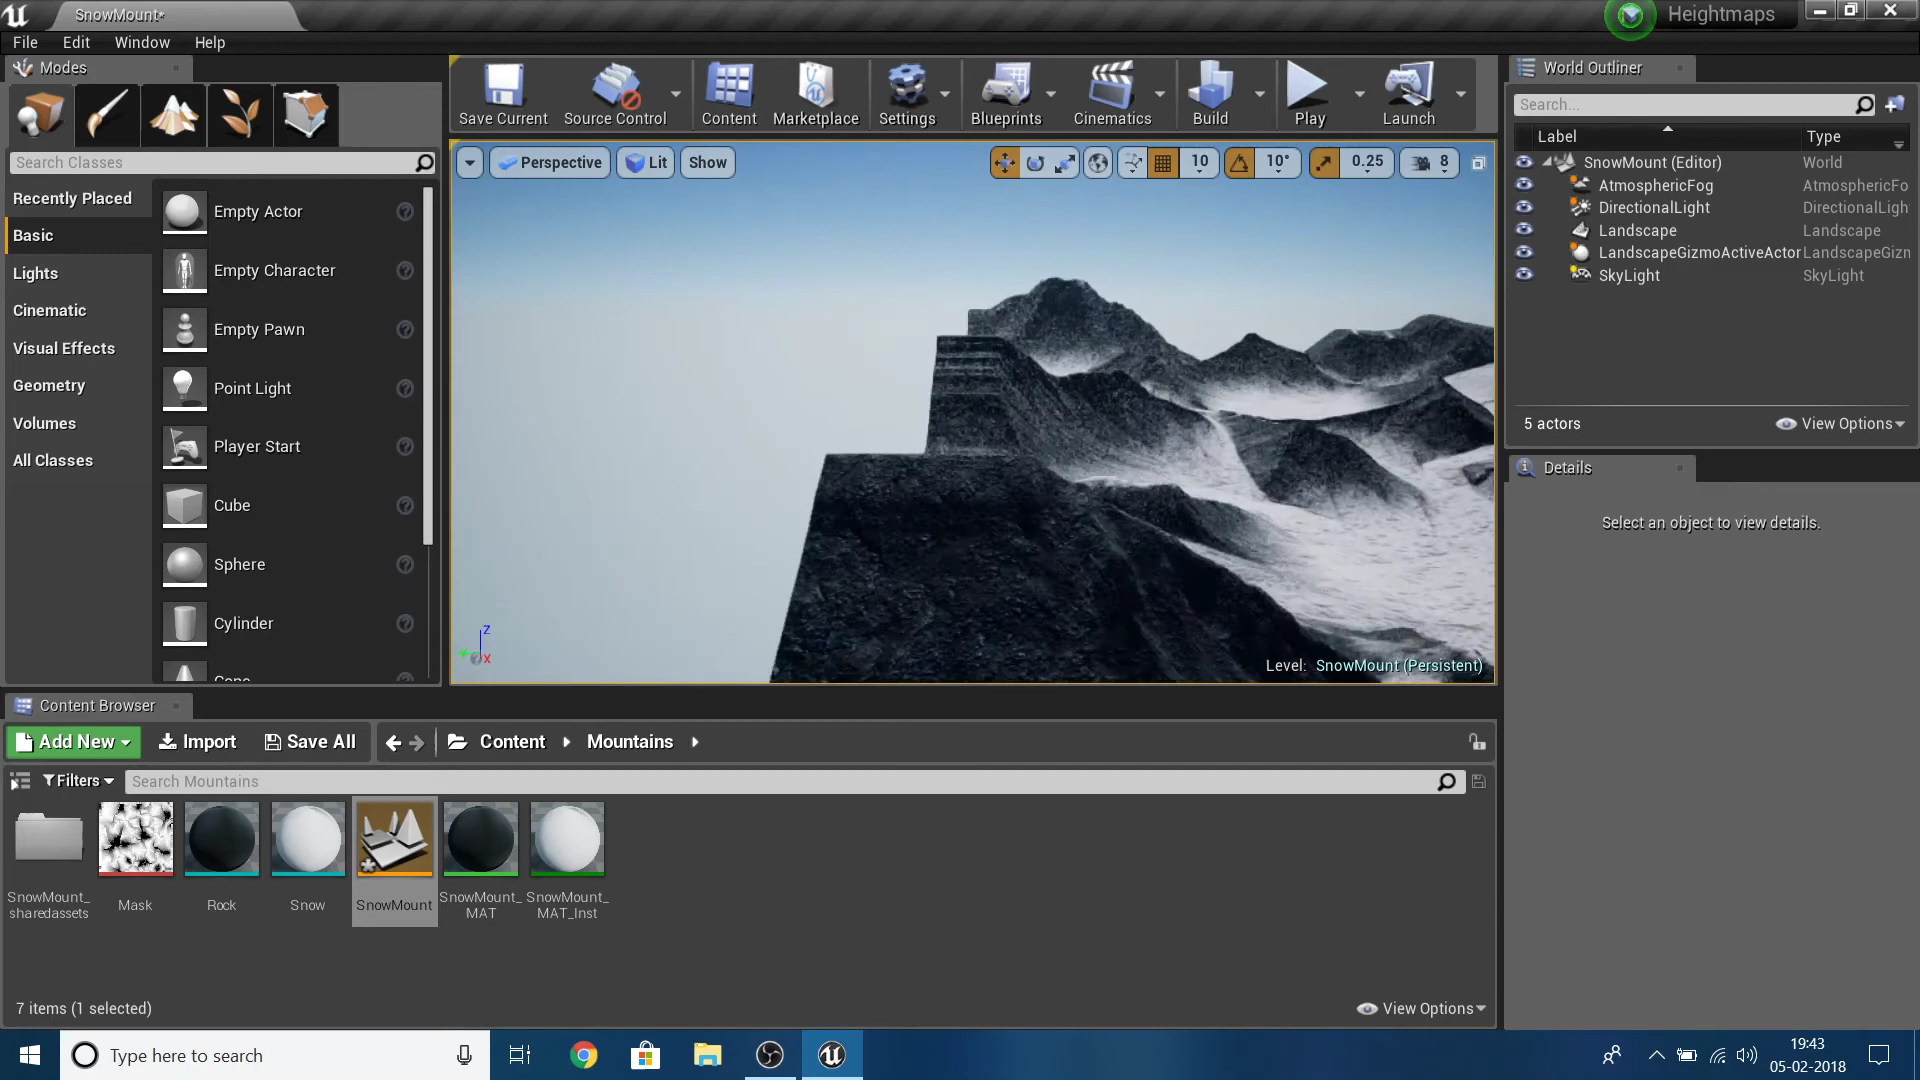 SnowMount*
Heightmaps
File Edit Window Help
Modes
Search Classes
Recently Placed
Basic
Lights
Cinematic
Visual Effects
Geometry
Volumes
All Classes
Empty Actor
Empty Character
Empty Pawn
Point Light
Player Start
Cube
Sphere
Cylinder
Cone
Save Current Source Control Content Marketplace Settings Blueprints Cinematics Build Play Launch
Perspective Lit Show 10 10° 0.25 8
Z
Y X
Level: SnowMount (Persistent)
World Outliner
Search...
Label Type
SnowMount (Editor) World
AtmosphericFog AtmosphericFo
DirectionalLight DirectionalLigh
Landscape Landscape
LandscapeGizmoActiveActor LandscapeGizn
SkyLight SkyLight
5 actors View Options
Details
Select an object to view details.
Content Browser
Add New Import Save All Content Mountains
Filters Search Mountains
SnowMount_
sharedassets
Mask
Rock
Snow
SnowMount
SnowMount_
MAT
SnowMount_
MAT_Inst
7 items (1 selected) View Options
Type here to search
19:43
05-02-2018